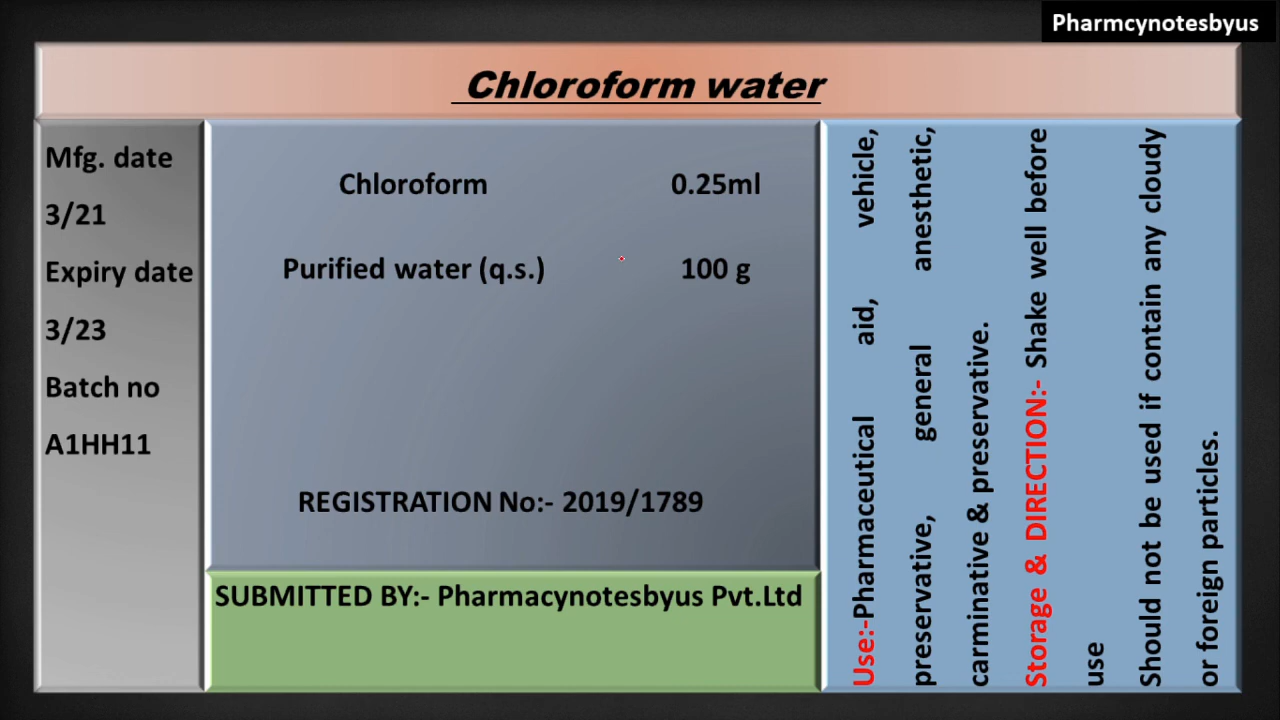 Pharmcynotesbyus
Chloroform water
Mfg. date
3/21
Expiry date
3/23
Batch no
A1HH11
Chloroform 0.25ml
Purified water (q.s.) 100 g
REGISTRATION No:- 2019/1789
SUBMITTED BY:- Pharmacynotesbyus Pvt.Ltd
Use:-Pharmaceutical aid, vehicle,
preservative, general anesthetic,
carminative & preservative.
Storage & DIRECTION:- Shake well before
use
Should not be used if contain any cloudy
or foreign particles.